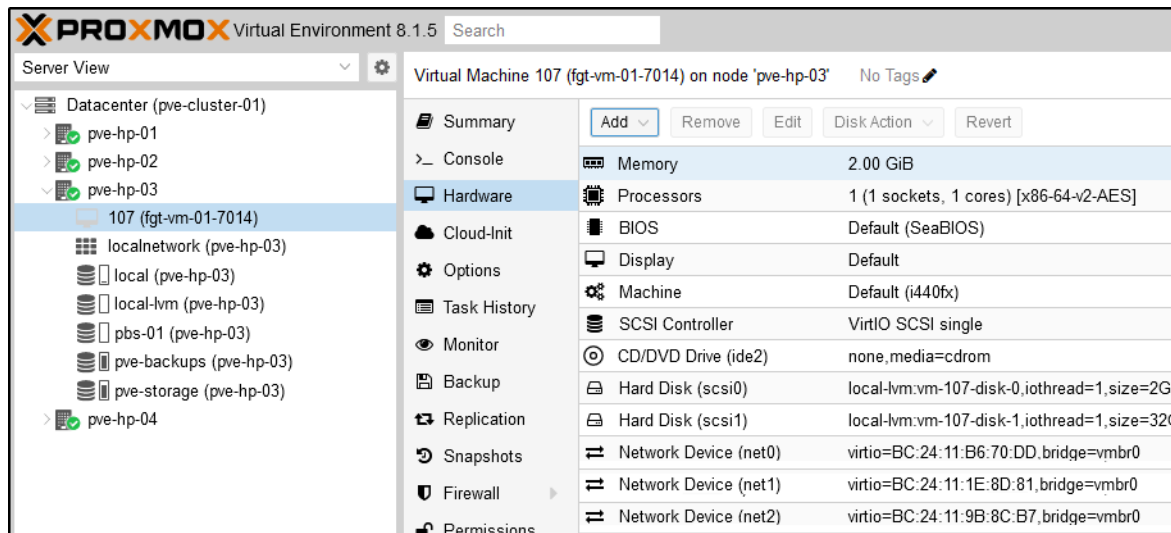 PROXMOX Virtual Environment 8.1.5 Search
Server View
Datacenter (pve-cluster-01)
pve-hp-01
pve-hp-02
pve-hp-03
107 (fgt-vm-01-7014)
localnetwork (pve-hp-03)
local (pve-hp-03)
local-lvm (pve-hp-03)
pbs-01 (pve-hp-03)
pve-backups (pve-hp-03)
pve-storage (pve-hp-03)
pve-hp-04
Virtual Machine 107 (fgt-vm-01-7014) on node 'pve-hp-03' No Tags
Summary
Console
Hardware
Cloud-Init
Options
Task History
Monitor
Backup
Replication
Snapshots
Firewall
Permissions
Add Remove Edit Disk Action Revert
Memory 2.00 GiB
Processors 1 (1 sockets, 1 cores) [x86-64-v2-AES]
BIOS Default (SeaBIOS)
Display Default
Machine Default (i440fx)
SCSI Controller VirtIO SCSI single
CD/DVD Drive (ide2) none,media=cdrom
Hard Disk (scsi0) local-lvm:vm-107-disk-0,iothread=1,size=2G
Hard Disk (scsi1) local-lvm:vm-107-disk-1,iothread=1,size=32G
Network Device (net0) virtio=BC:24:11:B6:70:DD,bridge=vmbr0
Network Device (net1) virtio=BC:24:11:1E:8D:81,bridge=vmbr0
Network Device (net2) virtio=BC:24:11:9B:8C:B7,bridge=vmbr0